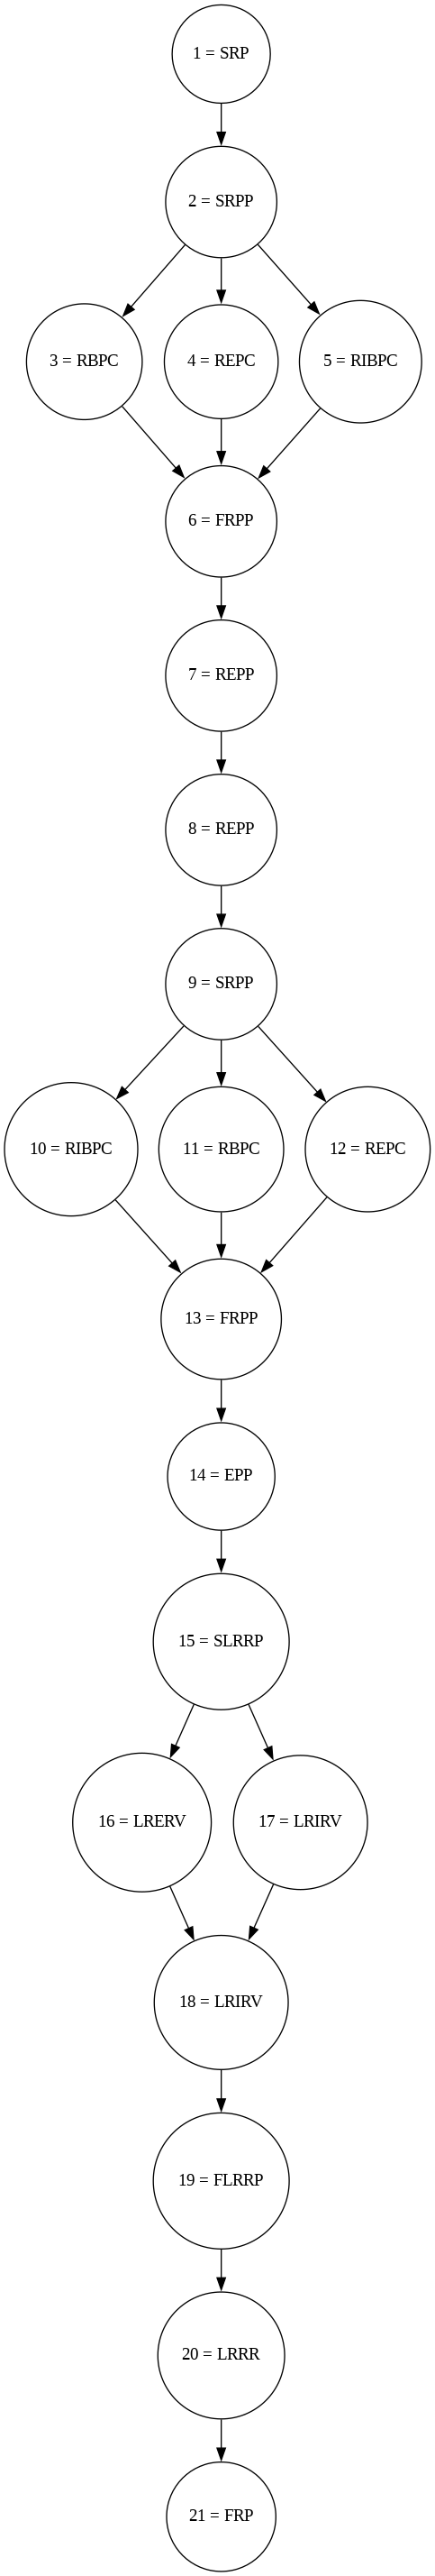 1 = SRP
2 = SRPP
3 = RBPC
4 = REPC
5 = RIBPC
6 = FRPP
7 = REPP
8 = REPP
9 = SRPP
10 = RIBPC
11 = RBPC
12 = REPC
13 = FRPP
14 = EPP
15 = SLRRP
16 = LRERV
17 = LRIRV
18 = LRIRV
19 = FLRRP
20 = LRRR
21 = FRP